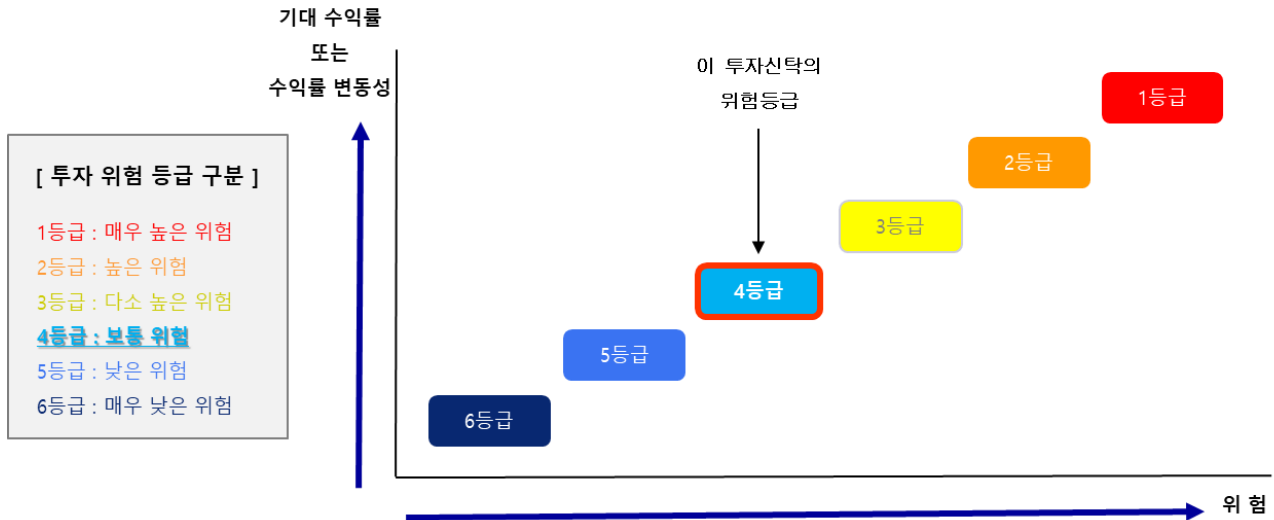 기대 수익률
또는
수익률 변동성
이 투자신탁의
위험등급
1등급
2등급
3등급
4등급
5등급
6등급
[ 투자 위험 등급 구분 ]
1등급 : 매우 높은 위험
2등급 : 높은 위험
3등급 : 다소 높은 위험
4등급 : 보통 위험
5등급 : 낮은 위험
6등급 : 매우 낮은 위험
위 험